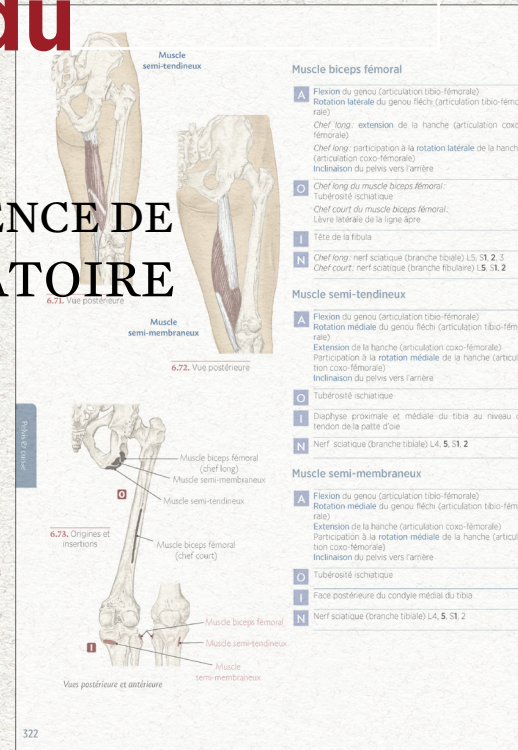 du
Muscle
semi-tendineux
ENCE DE
ATOIRE
6.71. Vue postérieure
Muscle
semi-membraneux
6.72. Vue postérieure
Muscle biceps fémoral
(chef long)
Muscle semi-membraneux
Muscle semi-tendineux
O
6.73. Origines et
insertions
Muscle biceps fémoral
(chef court)
Muscle biceps fémoral
Muscle semi-tendineux
I
Muscle
semi-membraneux
Vues postérieure et antérieure
Pelvis & cuisse
322
Muscle biceps fémoral
A Flexion du genou (articulation tibio-fémorale)
Rotation latérale du genou fléchi (articulation tibio-fémo
rale)
Chef long: extension de la hanche (articulation coxo
fémorale)
Chef long: participation à la rotation latérale de la hanche
(articulation coxo-fémorale)
Inclinaison du pelvis vers l'arrière
O Chef long du muscle biceps fémoral:
Tubérosité ischiatique
Chef court du muscle biceps fémoral:
Lèvre latérale de la ligne âpre
I Tête de la fibula
N Chef long: nerf sciatique (branche tibiale) L5, S1, 2, 3
Chef court: nerf sciatique (branche fibulaire) L5, S1, 2
Muscle semi-tendineux
A Flexion du genou (articulation tibio-fémorale)
Rotation médiale du genou fléchi (articulation tibio-fém
rale)
Extension de la hanche (articulation coxo-fémorale)
Participation à la rotation médiale de la hanche (articul
tion coxo-fémorale)
Inclinaison du pelvis vers l'arrière
O Tubérosité ischiatique
I Diaphyse proximale et médiale du tibia au niveau d
tendon de la patte d'oie
N Nerf sciatique (branche tibiale) L4, 5, S1, 2
Muscle semi-membraneux
A Flexion du genou (articulation tibio-fémorale)
Rotation médiale du genou fléchi (articulation tibio-fém
rale)
Extension de la hanche (articulation coxo-fémorale)
Participation à la rotation médiale de la hanche (articul
tion coxo-fémorale)
Inclinaison du pelvis vers l'arrière
O Tubérosité ischiatique
I Face postérieure du condyle médial du tibia
N Nerf sciatique (branche tibiale) L4, 5, S1, 2